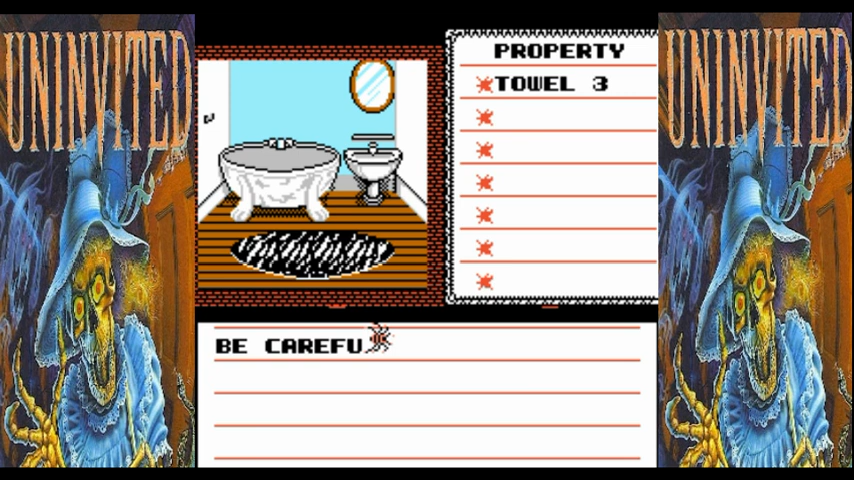 UNINVITED
PROPERTY
TOWEL 3
BE CAREFU
UNINVITED